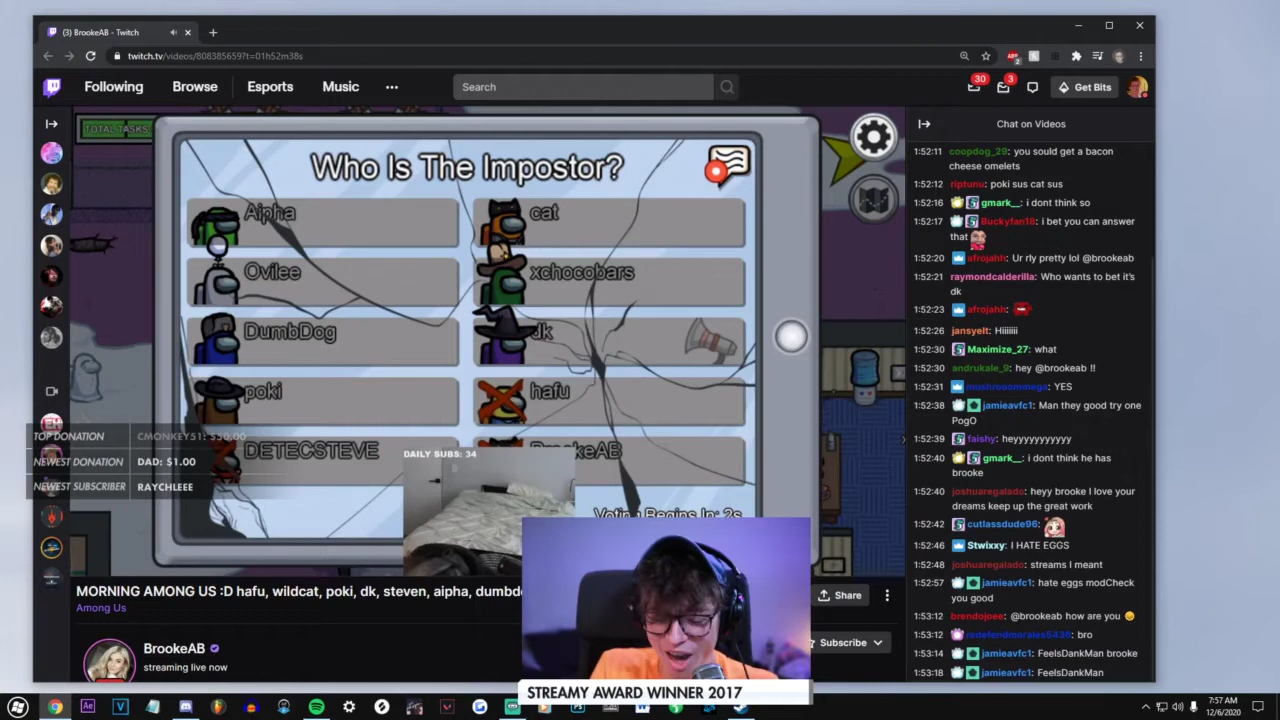 (3) BrookeAB - Twitch
twitch.tv/videos/808385659?t=01h52m38s
Following
Browse
Esports
Music
Search
30
3
Get Bits
TOTAL TASKS
Who Is The Impostor?
Alpha
cat
Ovilee
xchocobars
DumbDog
dk
poki
hafu
DETECSTEVE
BrookeAB
Voting Begins In: 2s
TOP DONATION
CMONKEY51: $50.00
NEWEST DONATION
DAD: $1.00
NEWEST SUBSCRIBER
RAYCHLEEE
DAILY SUBS: 34
MORNING AMONG US :D hafu, wildcat, poki, dk, steven, aipha, dumbdo
Among Us
Share
BrookeAB
streaming live now
Subscribe
STREAMY AWARD WINNER 2017
Chat on Videos
1:52:11 coopdog_29: you sould get a bacon
cheese omelets
1:52:12 riptunu: poki sus cat sus
1:52:16 gmark__: i dont think so
1:52:17 Buckyfan18: i bet you can answer
that
1:52:20 afrojahh: Ur rly pretty lol @brookeab
1:52:21 raymondcalderilla: Who wants to bet it's
dk
1:52:23 afrojahh:
1:52:26 jansyelt: Hiiiiiii
1:52:30 Maximize_27: what
1:52:30 andrukale_9: hey @brookeab !!
1:52:31 mushrooommega: YES
1:52:38 jamieavfc1: Man they good try one
PogO
1:52:39 faishy: heyyyyyyyyyy
1:52:40 gmark__: i dont think he has
brooke
1:52:40 joshuaregalado: heyy brooke I love your
dreams keep up the great work
1:52:42 cutlassdude96:
1:52:46 Stwixxy: I HATE EGGS
1:52:48 joshuaregalado: streams I meant
1:52:57 jamieavfc1: hate eggs modCheck
you good
1:53:12 brendojoee: @brookeab how are you
1:53:12 redefendmorales5438: bro
1:53:14 jamieavfc1: FeelsDankMan brooke
1:53:18 jamieavfc1: FeelsDankMan
7:57 AM
12/6/2020